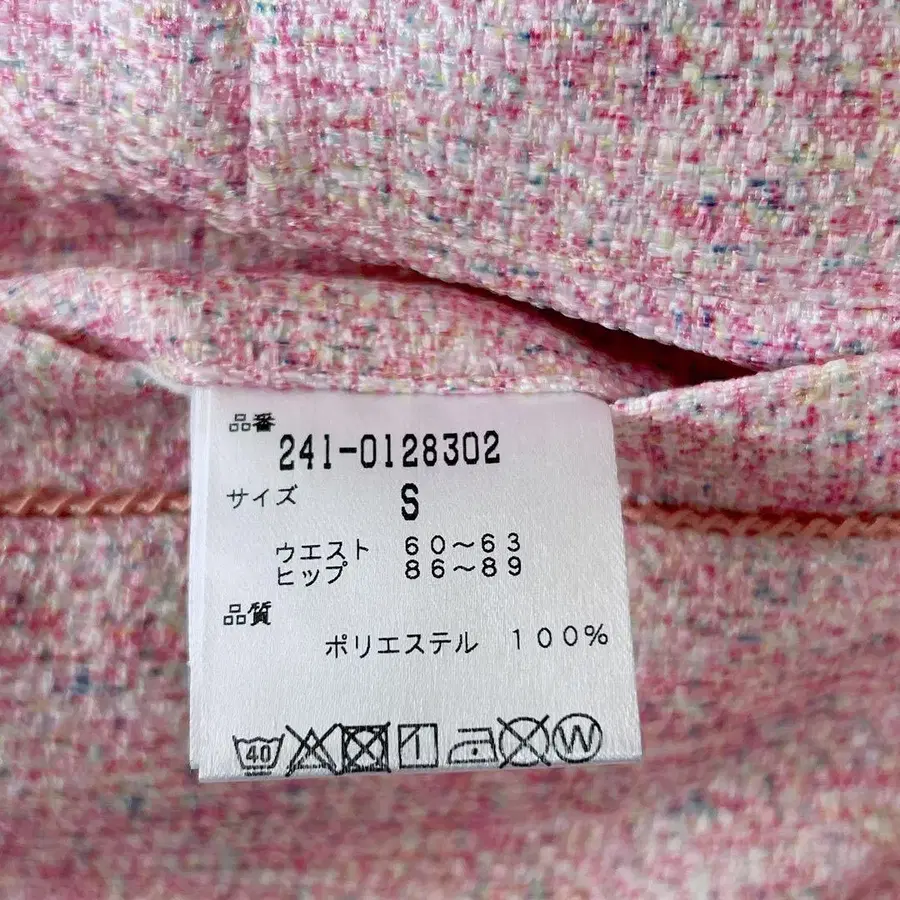 品番
241-0128302
サイズ S
ウエスト 60〜63
ヒップ 86〜89
品質
ポリエステル 100%
40 W